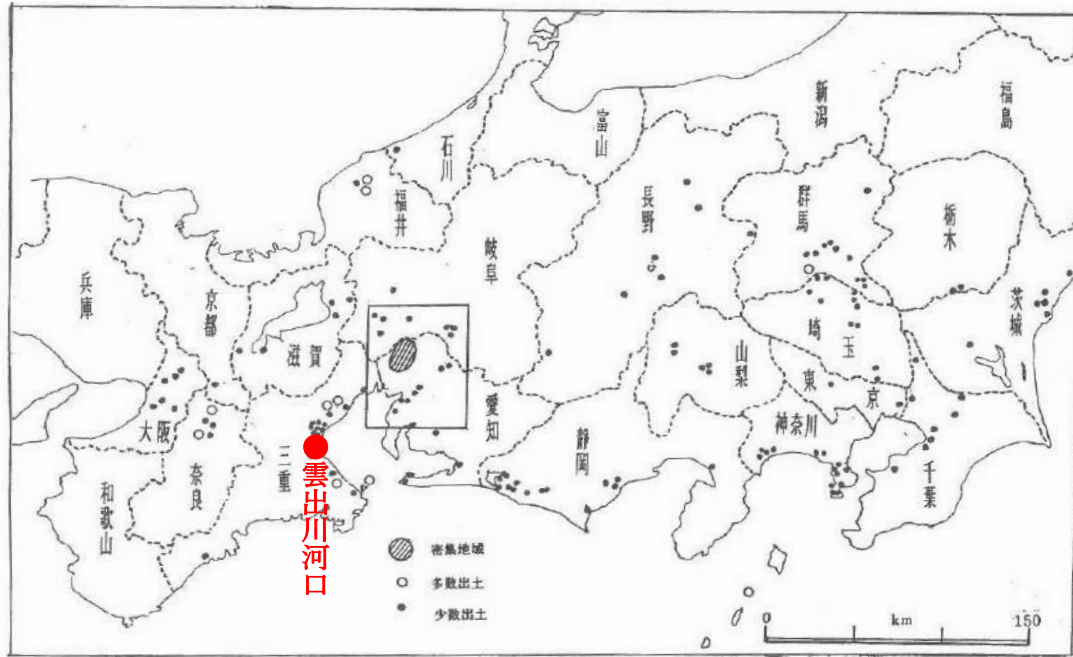 新潟
福島
富山
石川
福井
群馬
長野
栃木
岐阜
兵庫
京都
茨城
埼玉
滋賀
山梨
東京
愛知
神奈川
静岡
大阪
三重
奈良
千葉
和歌山
雲出川河口
密集地域
多数出土
少数出土
0 km 150